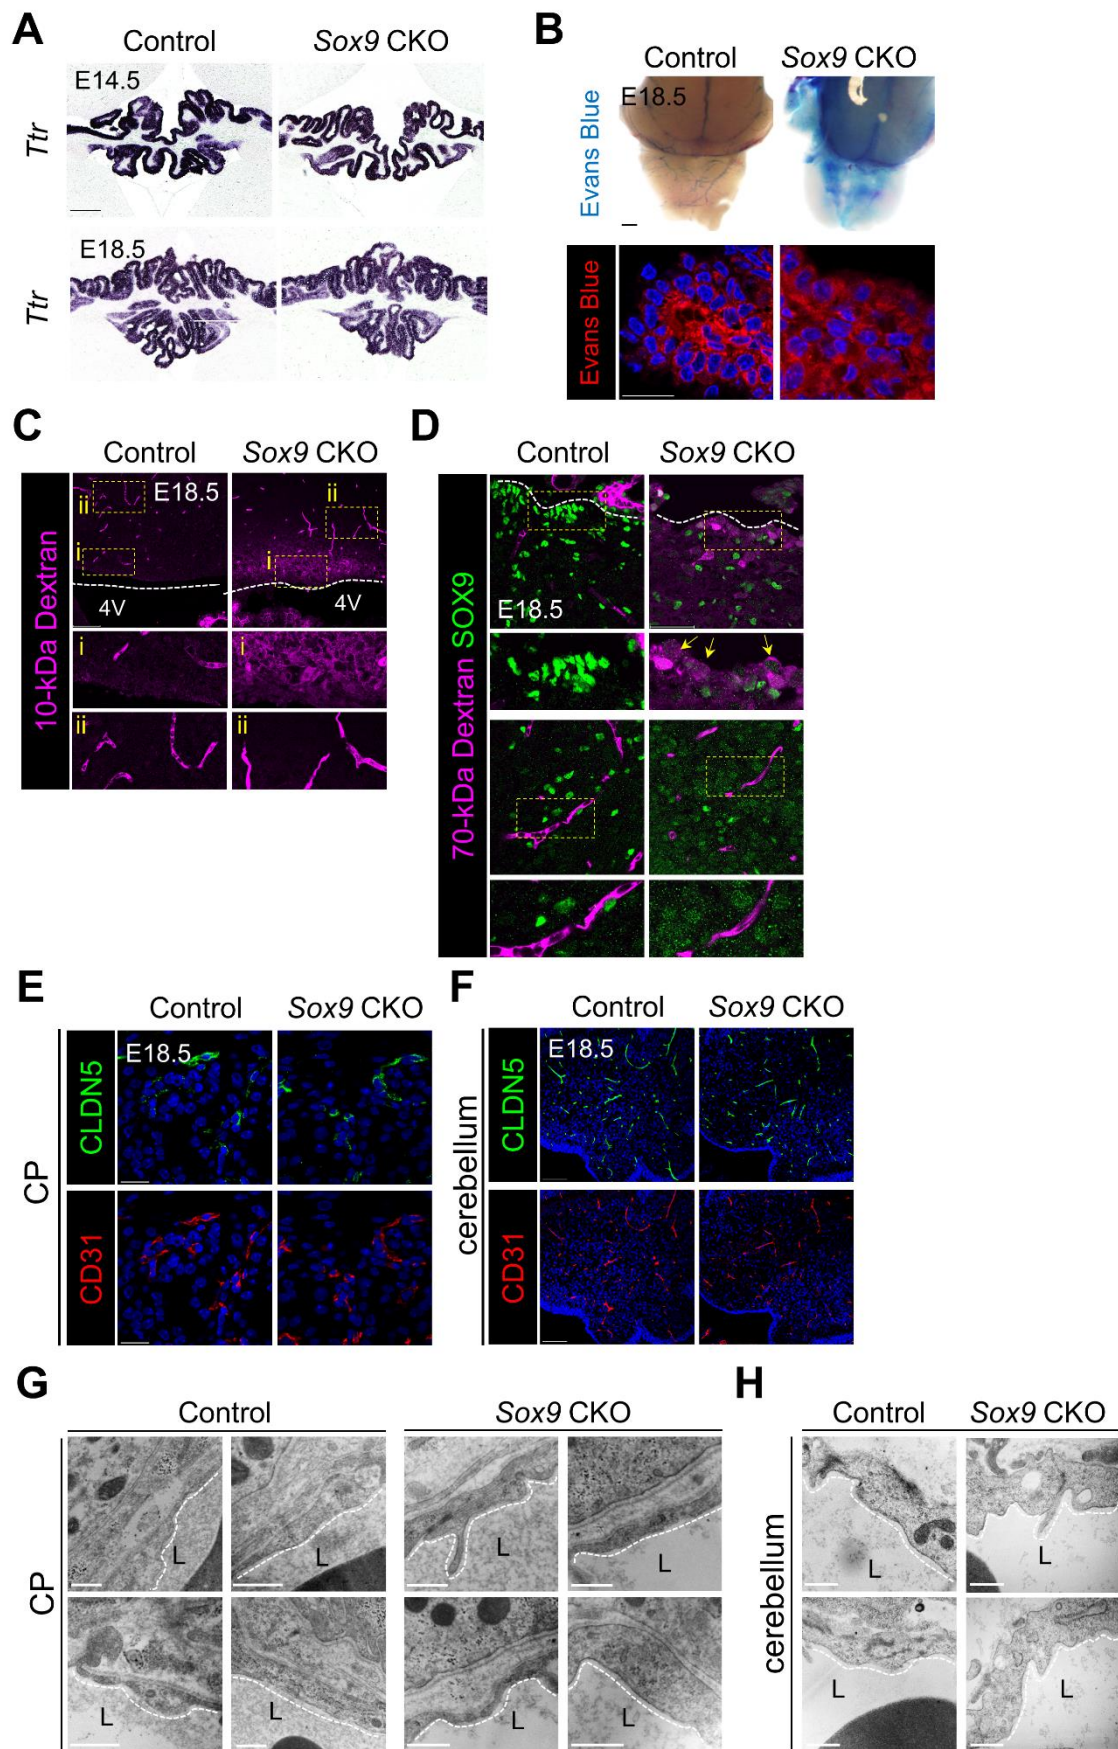 A
Control
Sox9 CKO
E14.5
Ttr
E18.5
Ttr
B
Control
Sox9 CKO
E18.5
Evans Blue
Evans Blue
C
Control
Sox9 CKO
10-kDa Dextran
ii
E18.5
ii
i
i
4V
4V
i
i
ii
ii
D
Control
Sox9 CKO
70-kDa Dextran SOX9
E18.5
E
Control
Sox9 CKO
CP
E18.5
CLDN5
CD31
F
Control
Sox9 CKO
cerebellum
E18.5
CLDN5
CD31
G
Control
Sox9 CKO
CP
L
L
L
L
L
L
L
L
H
Control
Sox9 CKO
cerebellum
L
L
L
L